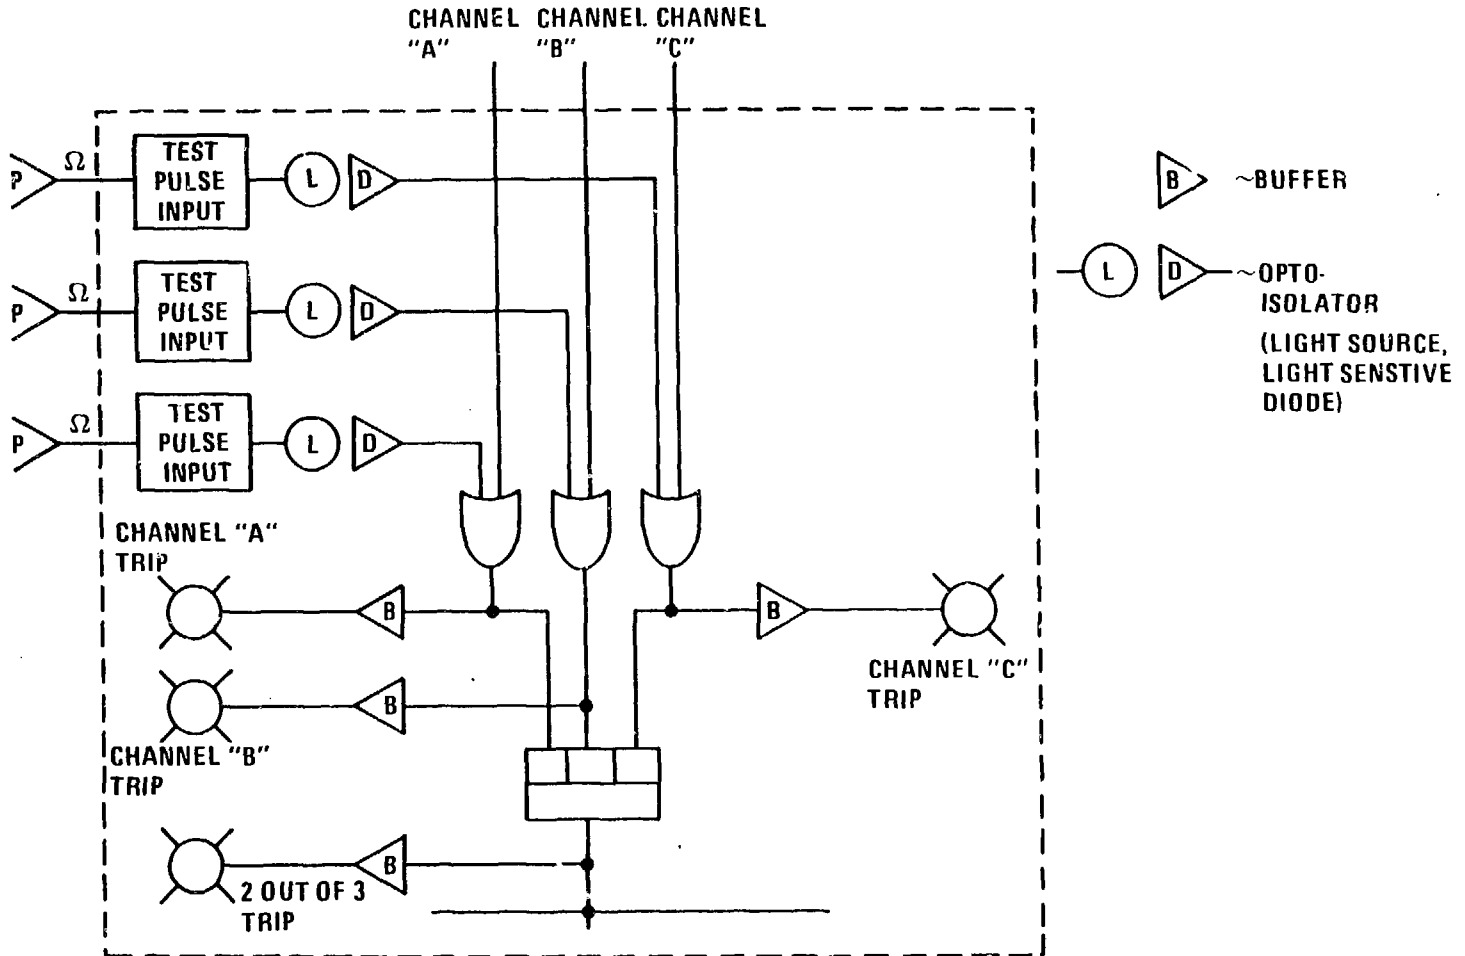 CHANNEL CHANNEL CHANNEL
"A" "B" "C"
P Ω TEST PULSE INPUT L D
B ~BUFFER
P Ω TEST PULSE INPUT L D
L D ~OPTO-
ISOLATOR
(LIGHT SOURCE,
LIGHT SENSTIVE
DIODE)
P Ω TEST PULSE INPUT L D
CHANNEL "A"
TRIP
B
B
CHANNEL "C"
TRIP
B
CHANNEL "B"
TRIP
B
2 OUT OF 3
TRIP